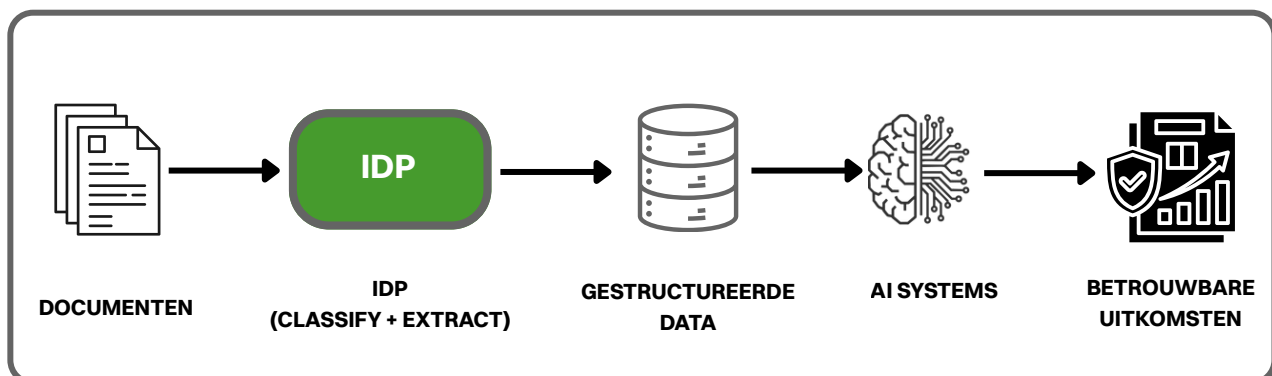 IDP
DOCUMENTEN
IDP
(CLASSIFY + EXTRACT)
GESTRUCTUREERDE
DATA
AI SYSTEMS
BETROUWBARE
UITKOMSTEN